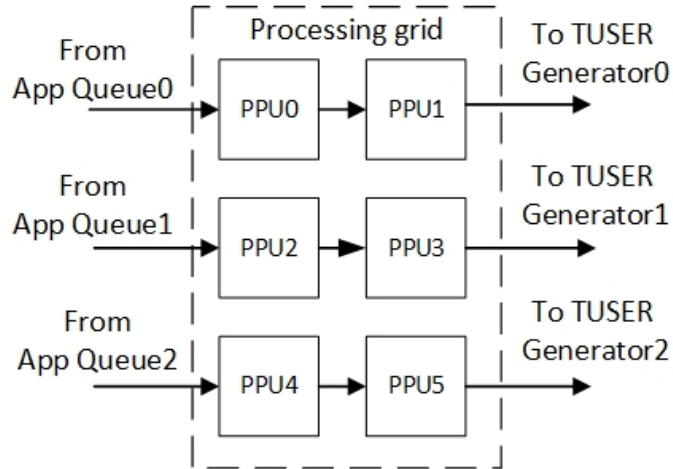 Processing grid
From
App Queue0
PPU0
PPU1
To TUSER
Generator0
From
App Queue1
PPU2
PPU3
To TUSER
Generator1
From
App Queue2
PPU4
PPU5
To TUSER
Generator2